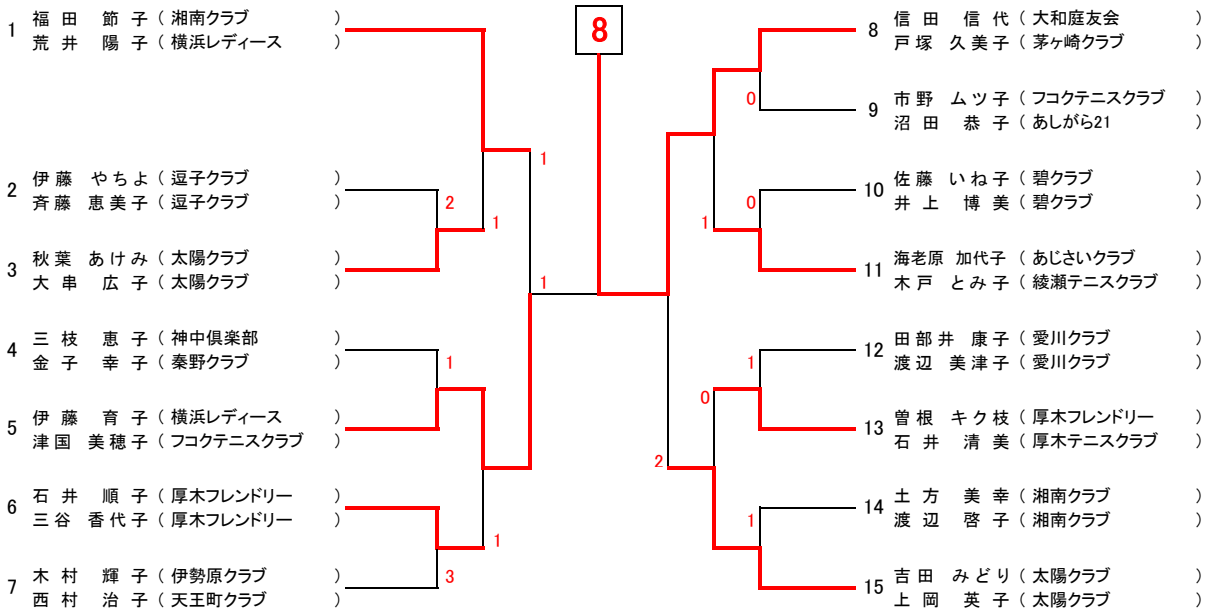 8
1
福田 節子 ( 湘南クラブ )
荒井 陽子 ( 横浜レディース )
2
伊藤 やちよ ( 逗子クラブ )
斉藤 恵美子 ( 逗子クラブ )
3
秋葉 あけみ ( 太陽クラブ )
大串 広子 ( 太陽クラブ )
4
三枝 恵子 ( 神中倶楽部 )
金子 幸子 ( 秦野クラブ )
5
伊藤 育子 ( 横浜レディース )
津国 美穂子 ( フコクテニスクラブ )
6
石井 順子 ( 厚木フレンドリー )
三谷 香代子 ( 厚木フレンドリー )
7
木村 輝子 ( 伊勢原クラブ )
西村 治子 ( 天王町クラブ )
2
1
1
1
1
1
3
8
信田 信代 ( 大和庭友会 )
戸塚 久美子 ( 茅ヶ崎クラブ )
9
市野 ムツ子 ( フコクテニスクラブ )
沼田 恭子 ( あしがら21 )
10
佐藤 いね子 ( 碧クラブ )
井上 博美 ( 碧クラブ )
11
海老原 加代子 ( あじさいクラブ )
木戸 とみ子 ( 綾瀬テニスクラブ )
12
田部井 康子 ( 愛川クラブ )
渡辺 美津子 ( 愛川クラブ )
13
曽根 キク枝 ( 厚木フレンドリー )
石井 清美 ( 厚木テニスクラブ )
14
土方 美幸 ( 湘南クラブ )
渡辺 啓子 ( 湘南クラブ )
15
吉田 みどり ( 太陽クラブ )
上岡 英子 ( 太陽クラブ )
0
0
1
1
0
2
1